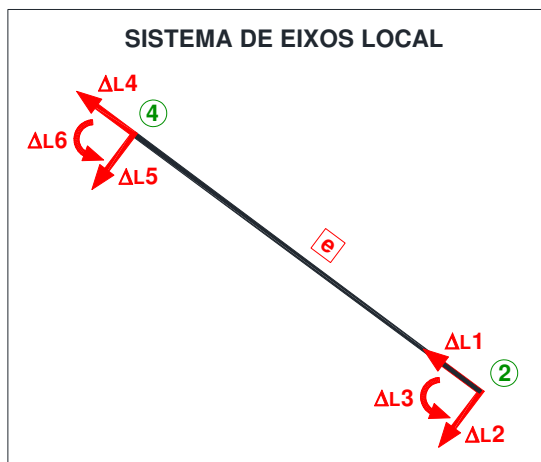 SISTEMA DE EIXOS LOCAL
ΔL4
4
ΔL6
ΔL5
e
ΔL1
2
ΔL3
ΔL2